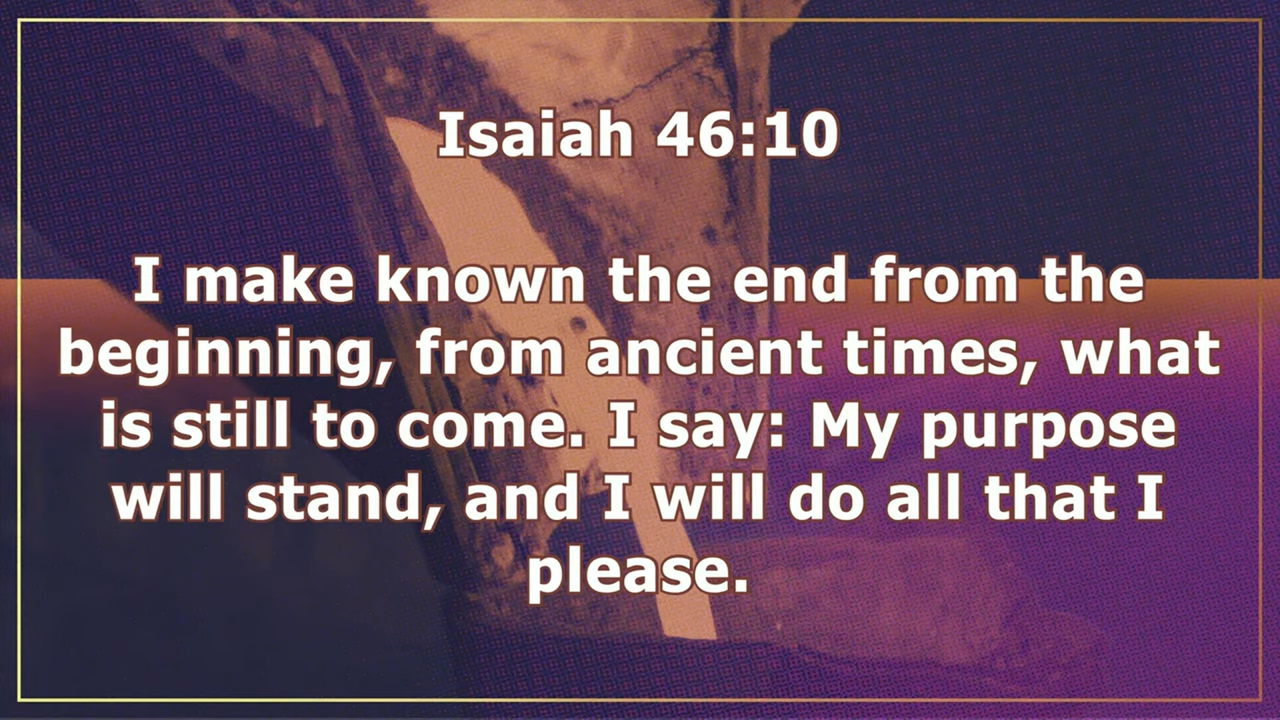 Isaiah 46:10
I make known the end from the
beginning, from ancient times, what
is still to come. I say: My purpose
will stand, and I will do all that I
please.